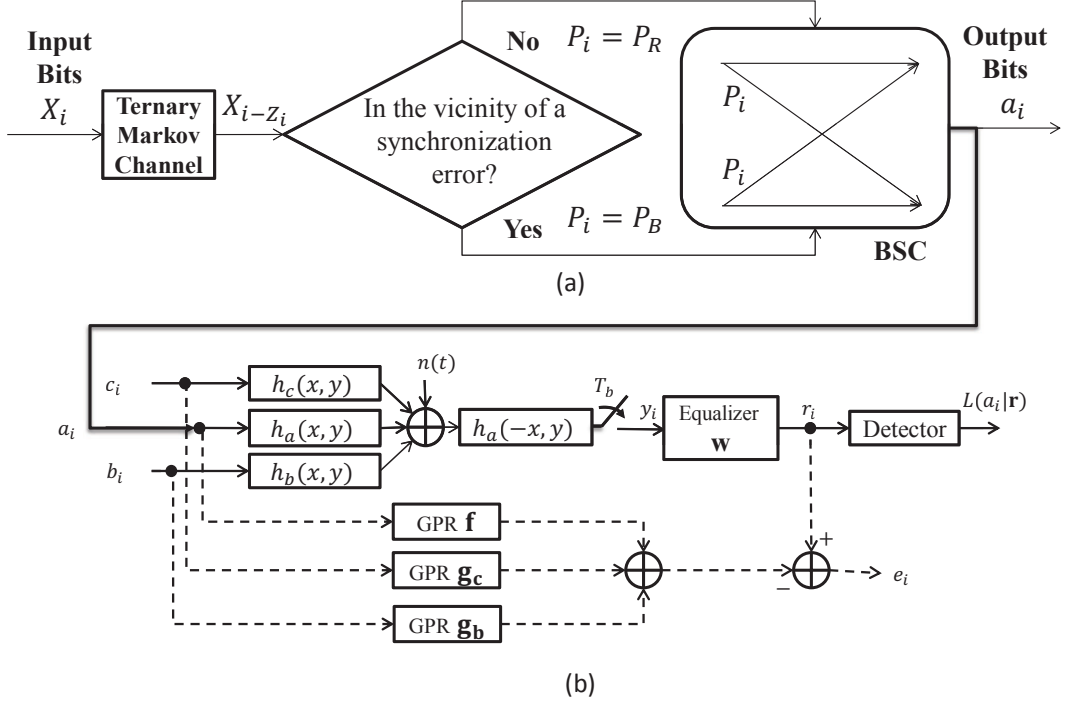 Input
Bits
X_i
Ternary
Markov
Channel
X_{i−Z_i}
In the vicinity of a
synchronization
error?
No P_i = P_R
Yes P_i = P_B
P_i
P_i
BSC
Output
Bits
a_i
(a)
c_i
a_i
b_i
h_c(x, y)
h_a(x, y)
h_b(x, y)
n(t)
h_a(−x, y)
T_b
y_i
Equalizer
w
r_i
Detector
L(a_i|r)
GPR f
GPR g_c
GPR g_b
+
−
e_i
(b)